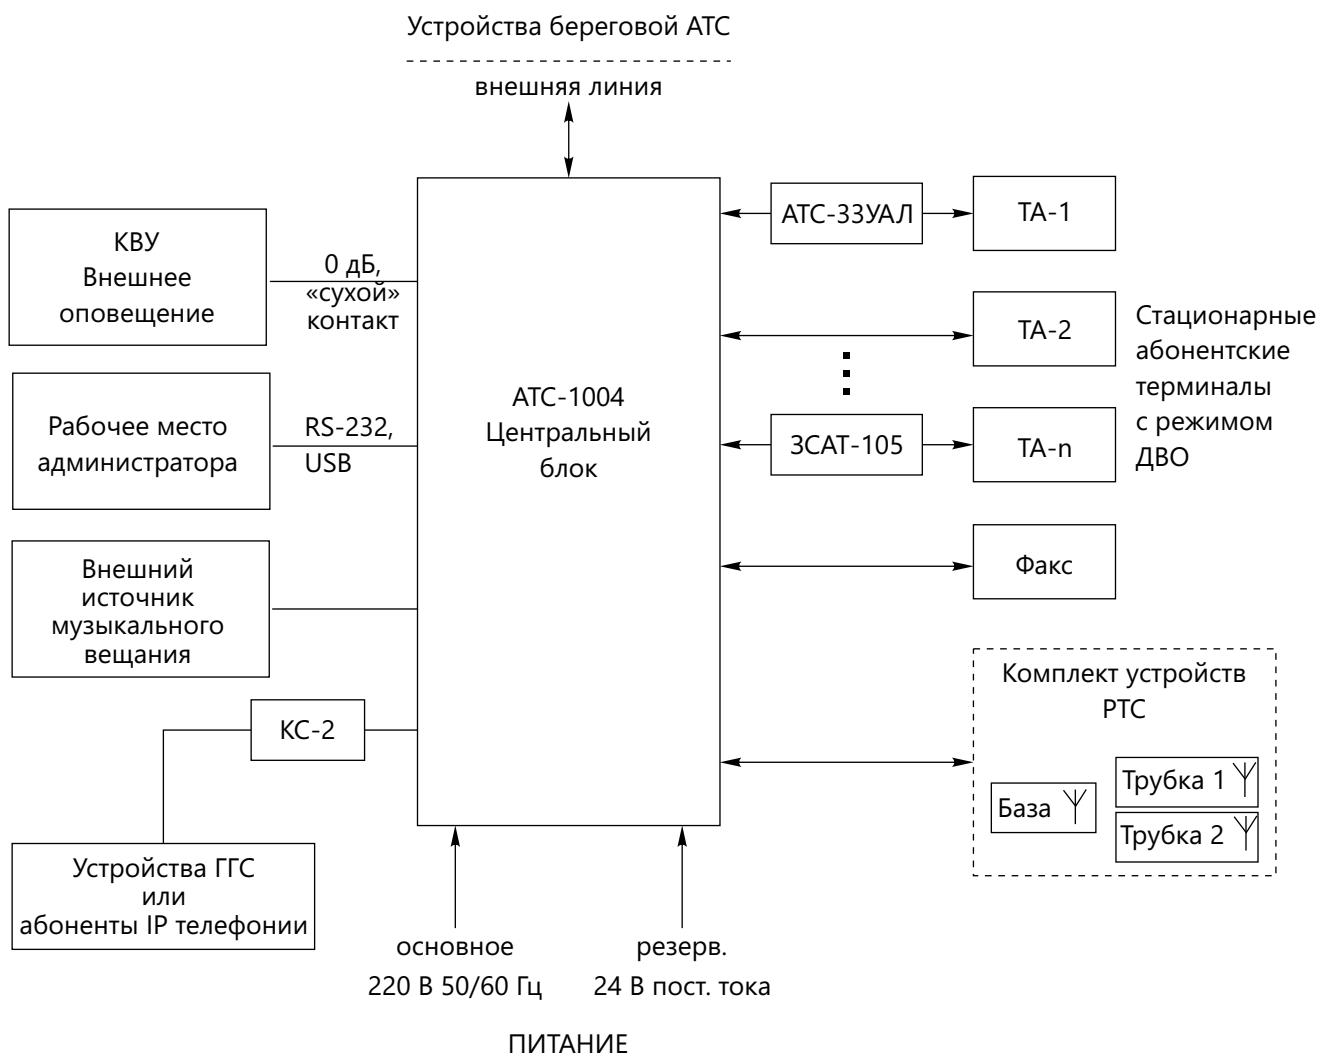 Устройства береговой АТС
внешняя линия
КВУ
Внешнее
оповещение
0 дБ,
«сухой»
контакт
Рабочее место
администратора
RS-232,
USB
Внешний
источник
музыкального
вещания
КС-2
Устройства ГГС
или
абоненты IP телефонии
АТС-1004
Центральный
блок
АТС-33УАЛ
ТА-1
ТА-2
ЗСАТ-105
ТА-n
Стационарные
абонентские
терминалы
с режимом
ДВО
Факс
Комплект устройств
РТС
База
Трубка 1
Трубка 2
основное
220 В 50/60 Гц
резерв.
24 В пост. тока
ПИТАНИЕ